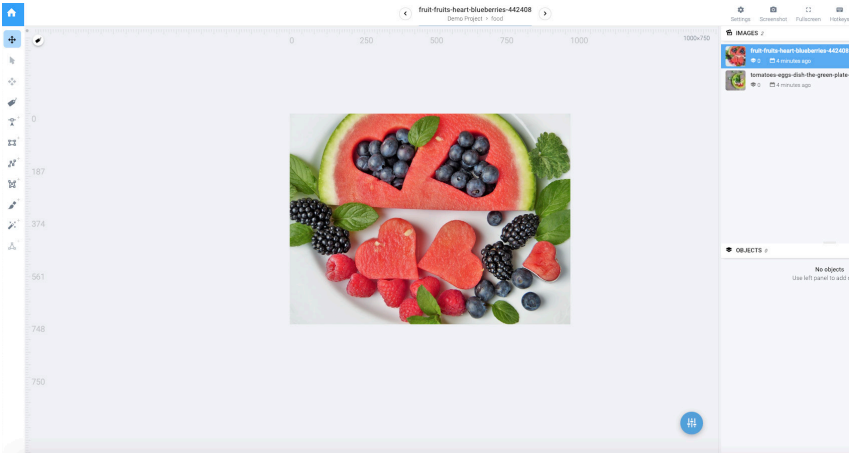 fruit-fruits-heart-blueberries-442408
Demo Project › food
Settings Screenshot Fullscreen Hotkeys
0 250 500 750 1000
1000×750
0
187
374
561
748
750
IMAGES 2
fruit-fruits-heart-blueberries-442408
0 4 minutes ago
tomatoes-eggs-dish-the-green-plate-
0 4 minutes ago
OBJECTS 0
No objects
Use left panel to add